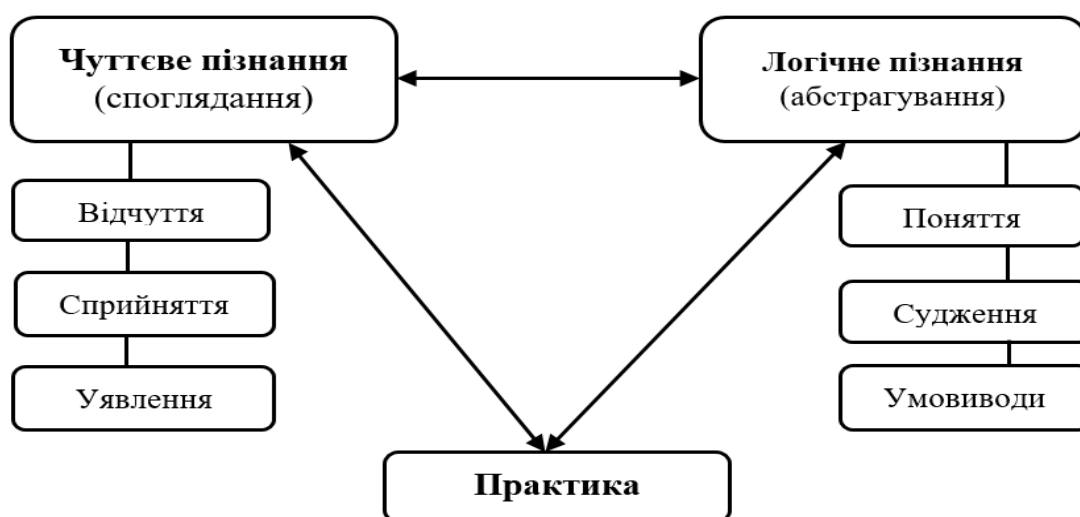 Чуттєве пізнання
(споглядання)
Логічне пізнання
(абстрагування)
Відчуття
Сприйняття
Уявлення
Поняття
Судження
Умовиводи
Практика